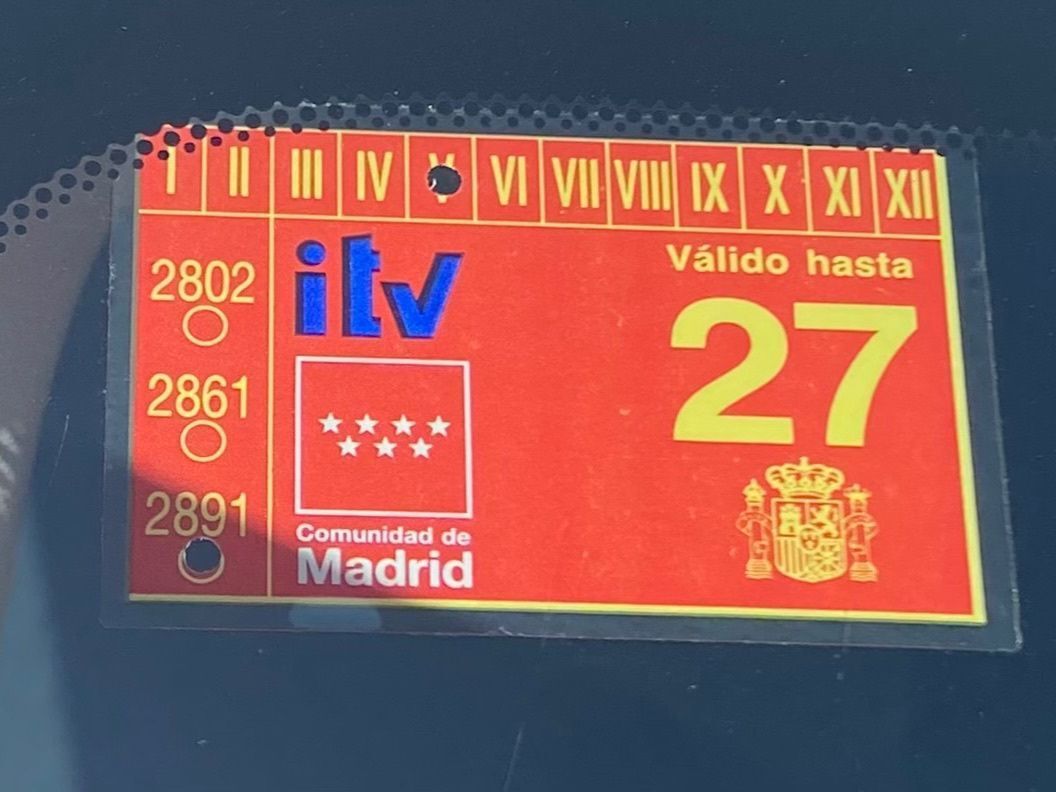 I II III IV V VI VII VIII IX X XI XII
2802
itv
Válido hasta
27
2861
2891
Comunidad de
Madrid